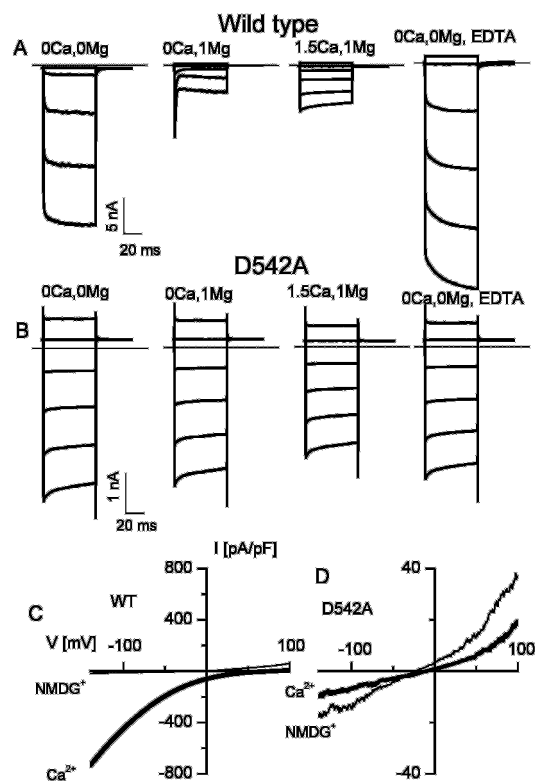 Wild type
A
0Ca,0Mg
0Ca,1Mg
1.5Ca,1Mg
0Ca,0Mg, EDTA
5 nA
20 ms
D542A
B
0Ca,0Mg
0Ca,1Mg
1.5Ca,1Mg
0Ca,0Mg, EDTA
1 nA
20 ms
I [pA/pF]
C
WT
V [mV]
-100
100
800
400
-400
-800
NMDG⁺
Ca²⁺
D
D542A
40
-100
100
Ca²⁺
NMDG⁺
-40